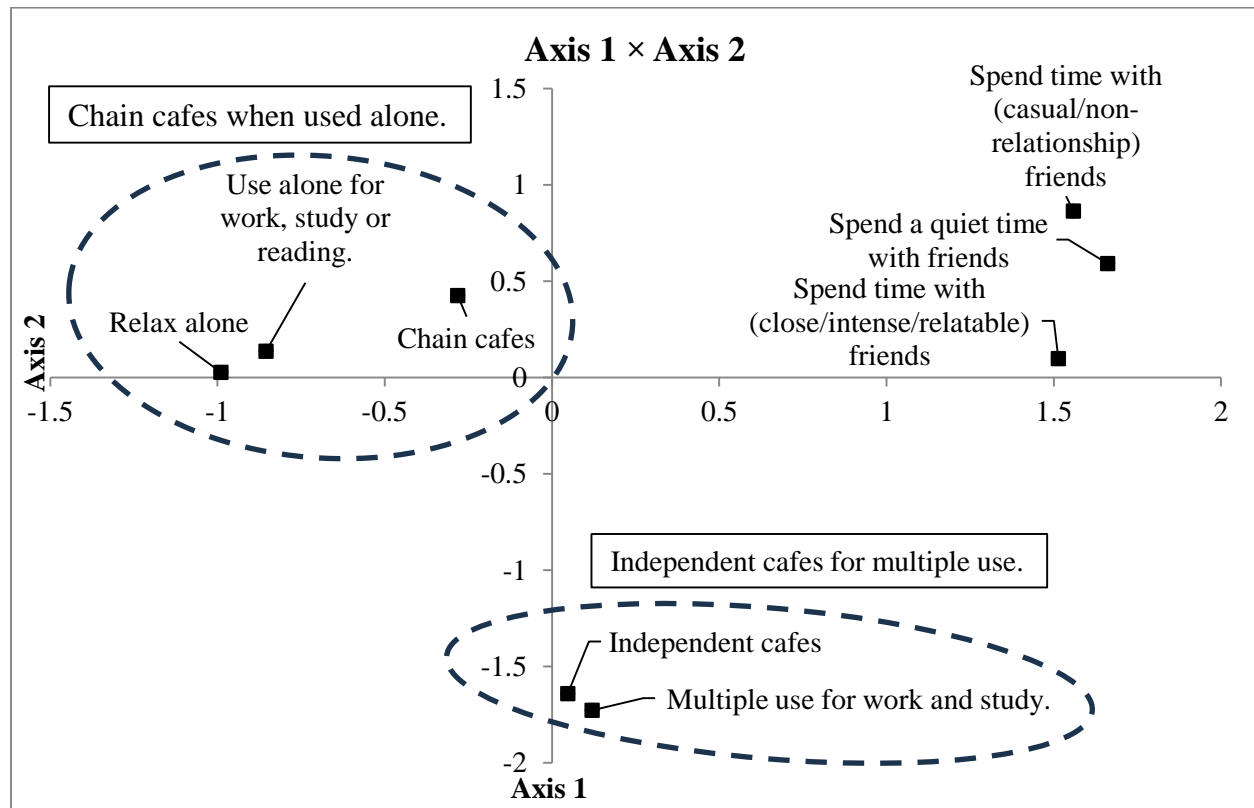 Axis 1 × Axis 2
Chain cafes when used alone.
Use alone for
work, study or
reading.
Relax alone
Chain cafes
Spend time with
(casual/non-
relationship)
friends
Spend a quiet time
with friends
Spend time with
(close/intense/relatable)
friends
1.5
1
0.5
0
-0.5
-1
-1.5
-2
Axis 2
-1.5
-1
-0.5
0
0.5
1
1.5
2
Independent cafes for multiple use.
Independent cafes
Multiple use for work and study.
Axis 1